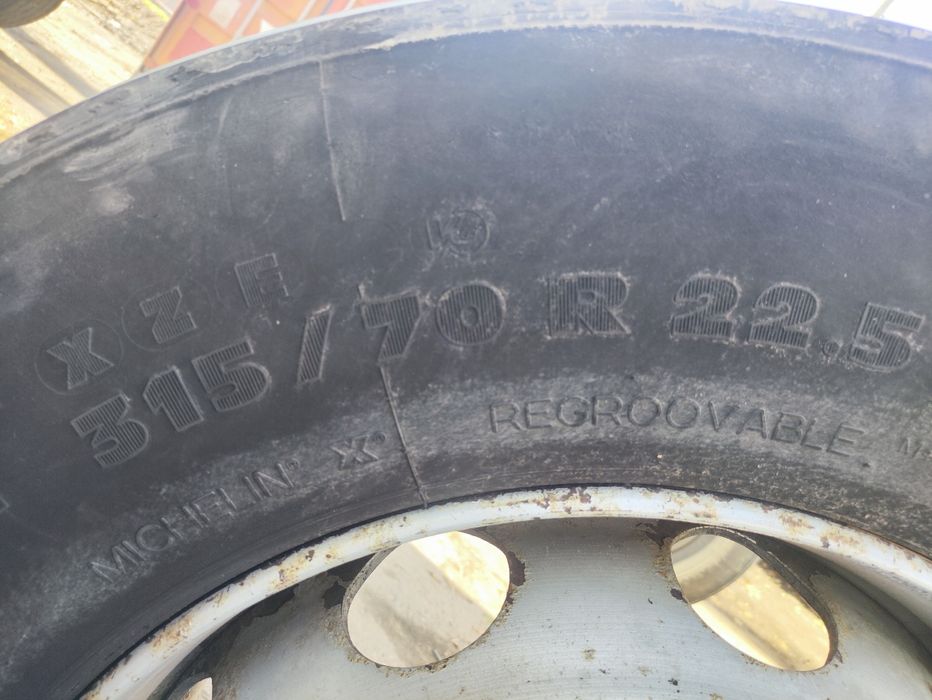 XZE
315/70 R 22.5
MICHELIN® X® REGROOVABLE